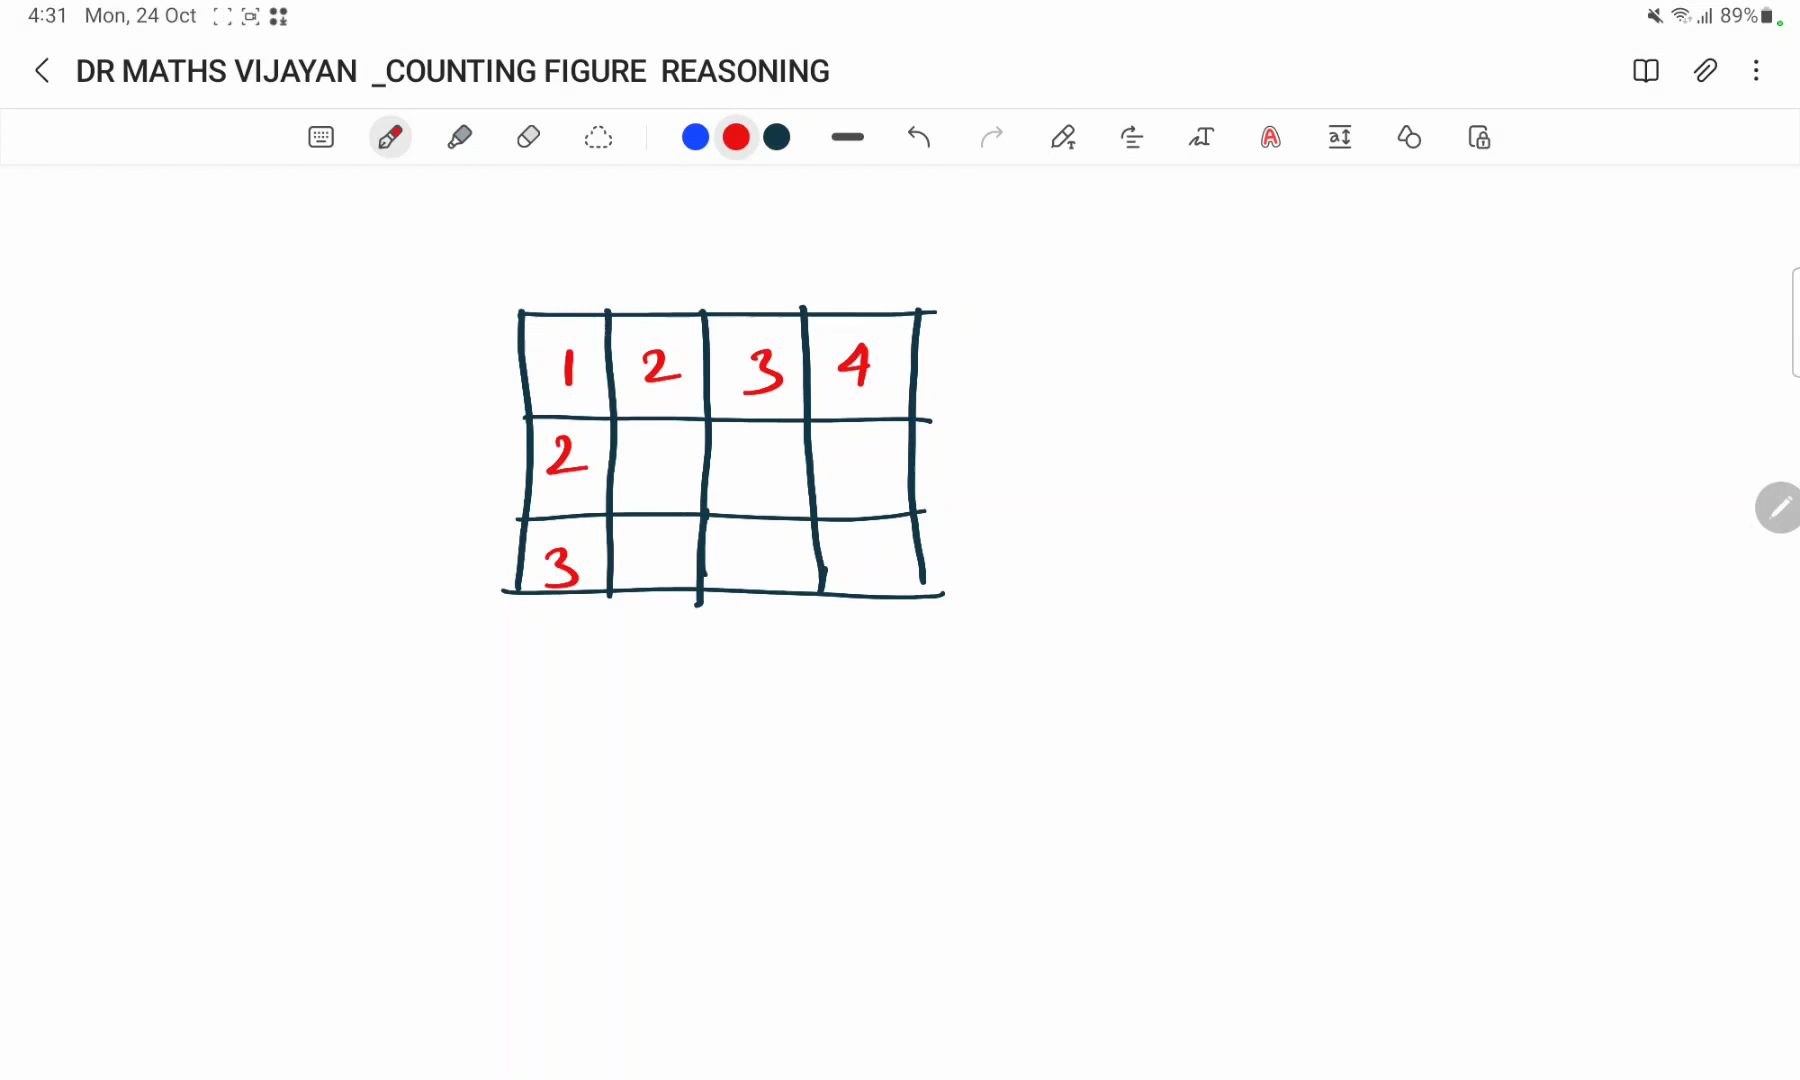 4:31 Mon, 24 Oct 89%
DR MATHS VIJAYAN _COUNTING FIGURE REASONING
1 2 3 4
2
3